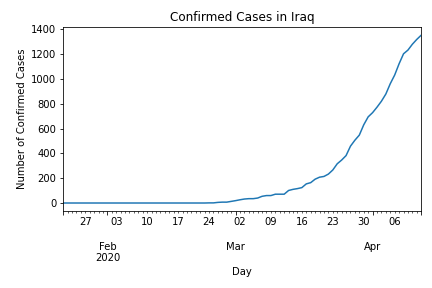 Confirmed Cases in Iraq
Number of Confirmed Cases
1400
1200
1000
800
600
400
200
0
27 03 10 17 24 02 09 16 23 30 06
Feb Mar Apr
2020
Day